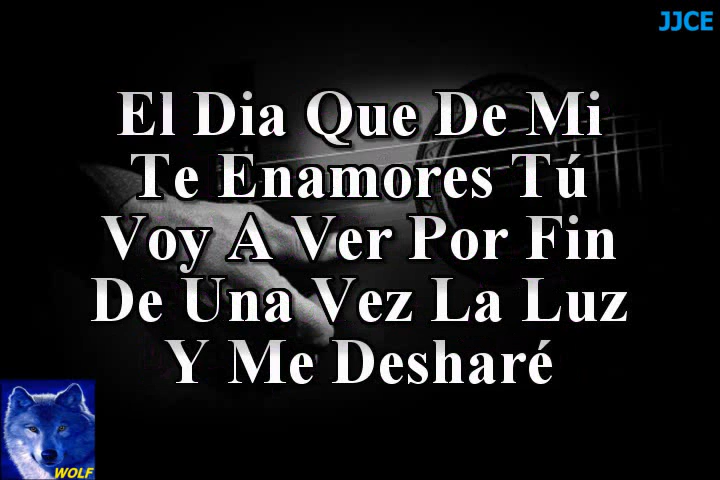 JJCE
El Dia Que De Mi
Te Enamores Tú
Voy A Ver Por Fin
De Una Vez La Luz
Y Me Desharé
WOLF